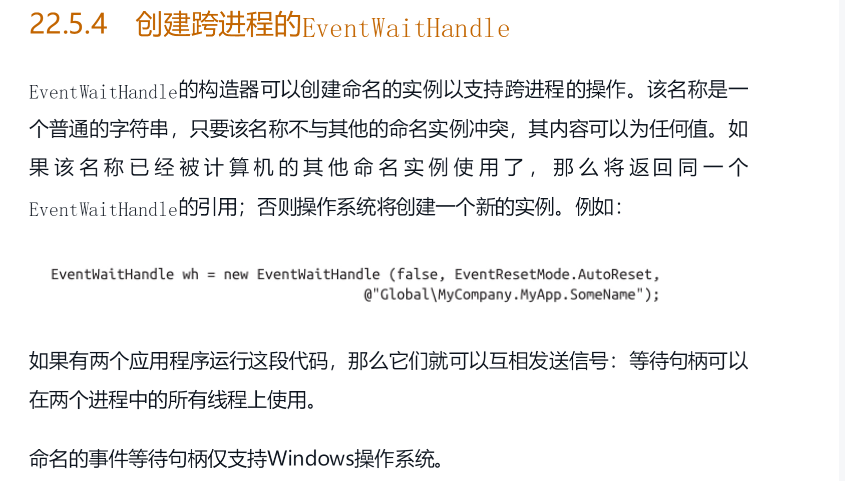 22.5.4 创建跨进程的EventWaitHandle
EventWaitHandle的构造器可以创建命名的实例以支持跨进程的操作。该名称是一
个普通的字符串，只要该名称不与其他的命名实例冲突，其内容可以为任何值。如
果该名称已经被计算机的其他命名实例使用了，那么将返回同一个
EventWaitHandle的引用；否则操作系统将创建一个新的实例。例如：
EventWaitHandle wh = new EventWaitHandle (false, EventResetMode.AutoReset,
@"Global\MyCompany.MyApp.SomeName");
如果有两个应用程序运行这段代码，那么它们就可以互相发送信号：等待句柄可以
在两个进程中的所有线程上使用。
命名的事件等待句柄仅支持Windows操作系统。